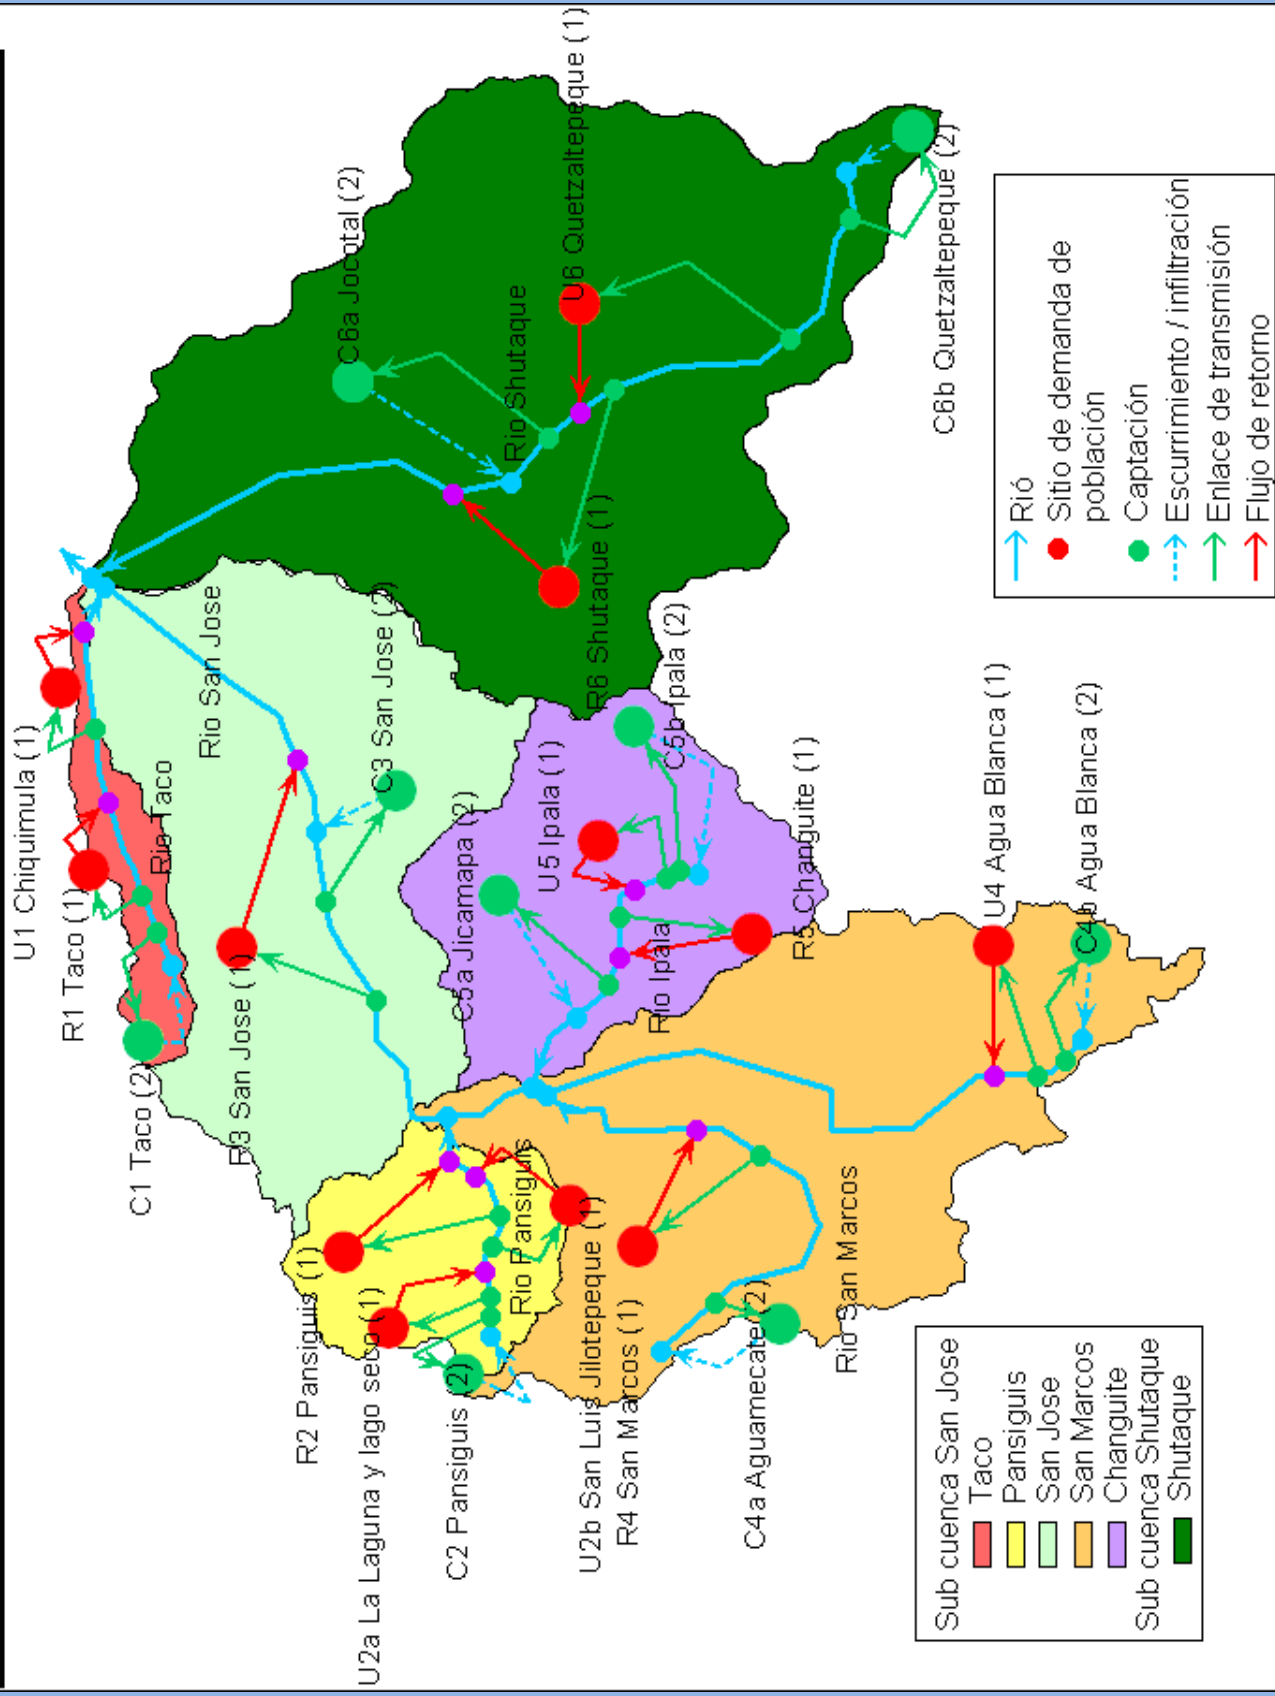 U1 Chiquimula (1)
R1 Taco (1)
C1 Taco (2)
Rio Taco
Rio San Jose
R3 San Jose (1)
C3 San Jose (2)
C6a Jocotal (2)
Rio Shutaque
U6 Quetzaltepeque (1)
R6 Shutaque (1)
C6b Quetzaltepeque (2)
C5b Ipala (2)
U5 Ipala (1)
C5a Jicamapa (2)
Rio Ipala
R5 Changuite (1)
U4 Agua Blanca (1)
C4b Agua Blanca (2)
R2 Pansiguis (1)
U2a La Laguna y lago seco (1)
C2 Pansiguis (2)
Rio Pansiguis
U2b San Luis Jilotepeque (1)
R4 San Marcos (1)
C4a Aguamecate (2)
Rio San Marcos
Sub cuenca San Jose
Taco
Pansiguis
San Jose
San Marcos
Changuite
Sub cuenca Shutaque
Shutaque
Rió
Sitio de demanda de
población
Captación
Escurrimiento / infiltración
Enlace de transmisión
Flujo de retorno